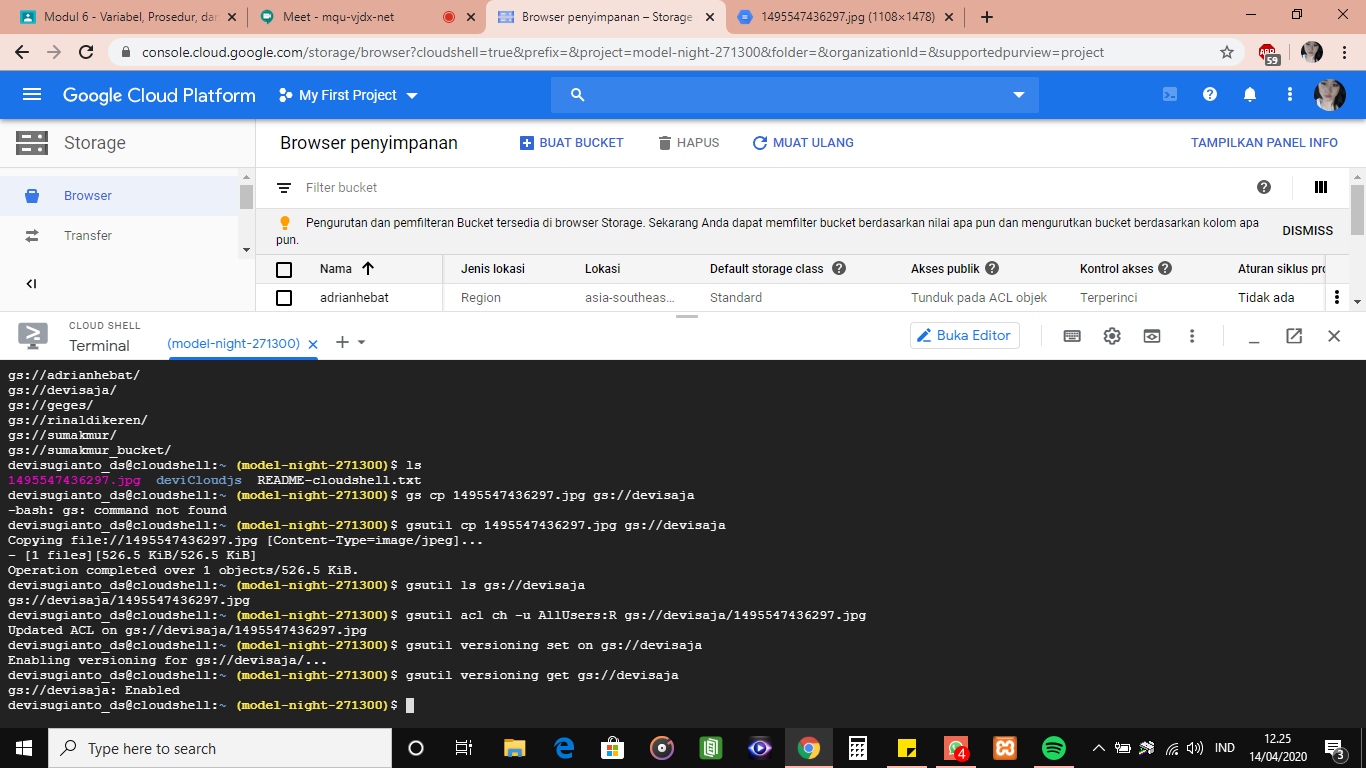 Modul 6 - Variabel, Prosedur, da
Meet - mqu-vjdx-net
Browser penyimpanan – Storage
1495547436297.jpg (1108×1478)
console.cloud.google.com/storage/browser?cloudshell=true&prefix=&project=model-night-271300&folder=&organizationId=&supportedpurview=project
59
Google Cloud Platform
My First Project
Storage
Browser penyimpanan
BUAT BUCKET
HAPUS
MUAT ULANG
TAMPILKAN PANEL INFO
Browser
Transfer
Filter bucket
Pengurutan dan pemfilteran Bucket tersedia di browser Storage. Sekarang Anda dapat memfilter bucket berdasarkan nilai apa pun dan mengurutkan bucket berdasarkan kolom apa
pun.
DISMISS
Nama Jenis lokasi Lokasi Default storage class Akses publik Kontrol akses Aturan siklus pro
adrianhebat Region asia-southeas... Standard Tunduk pada ACL objek Terperinci Tidak ada
CLOUD SHELL
Terminal
(model-night-271300)
Buka Editor
gs://adrianhebat/
gs://devisaja/
gs://geges/
gs://rinaldikeren/
gs://sumakmur/
gs://sumakmur_bucket/
devisugianto_ds@cloudshell:~ (model-night-271300)$ ls
1495547436297.jpg deviCloudjs README-cloudshell.txt
devisugianto_ds@cloudshell:~ (model-night-271300)$ gs cp 1495547436297.jpg gs://devisaja
-bash: gs: command not found
devisugianto_ds@cloudshell:~ (model-night-271300)$ gsutil cp 1495547436297.jpg gs://devisaja
Copying file://1495547436297.jpg [Content-Type=image/jpeg]...
- [1 files][526.5 KiB/526.5 KiB]
Operation completed over 1 objects/526.5 KiB.
devisugianto_ds@cloudshell:~ (model-night-271300)$ gsutil ls gs://devisaja
gs://devisaja/1495547436297.jpg
devisugianto_ds@cloudshell:~ (model-night-271300)$ gsutil acl ch -u AllUsers:R gs://devisaja/1495547436297.jpg
Updated ACL on gs://devisaja/1495547436297.jpg
devisugianto_ds@cloudshell:~ (model-night-271300)$ gsutil versioning set on gs://devisaja
Enabling versioning for gs://devisaja/...
devisugianto_ds@cloudshell:~ (model-night-271300)$ gsutil versioning get gs://devisaja
gs://devisaja: Enabled
devisugianto_ds@cloudshell:~ (model-night-271300)$
Type here to search
4
IND
12.25
14/04/2020
3